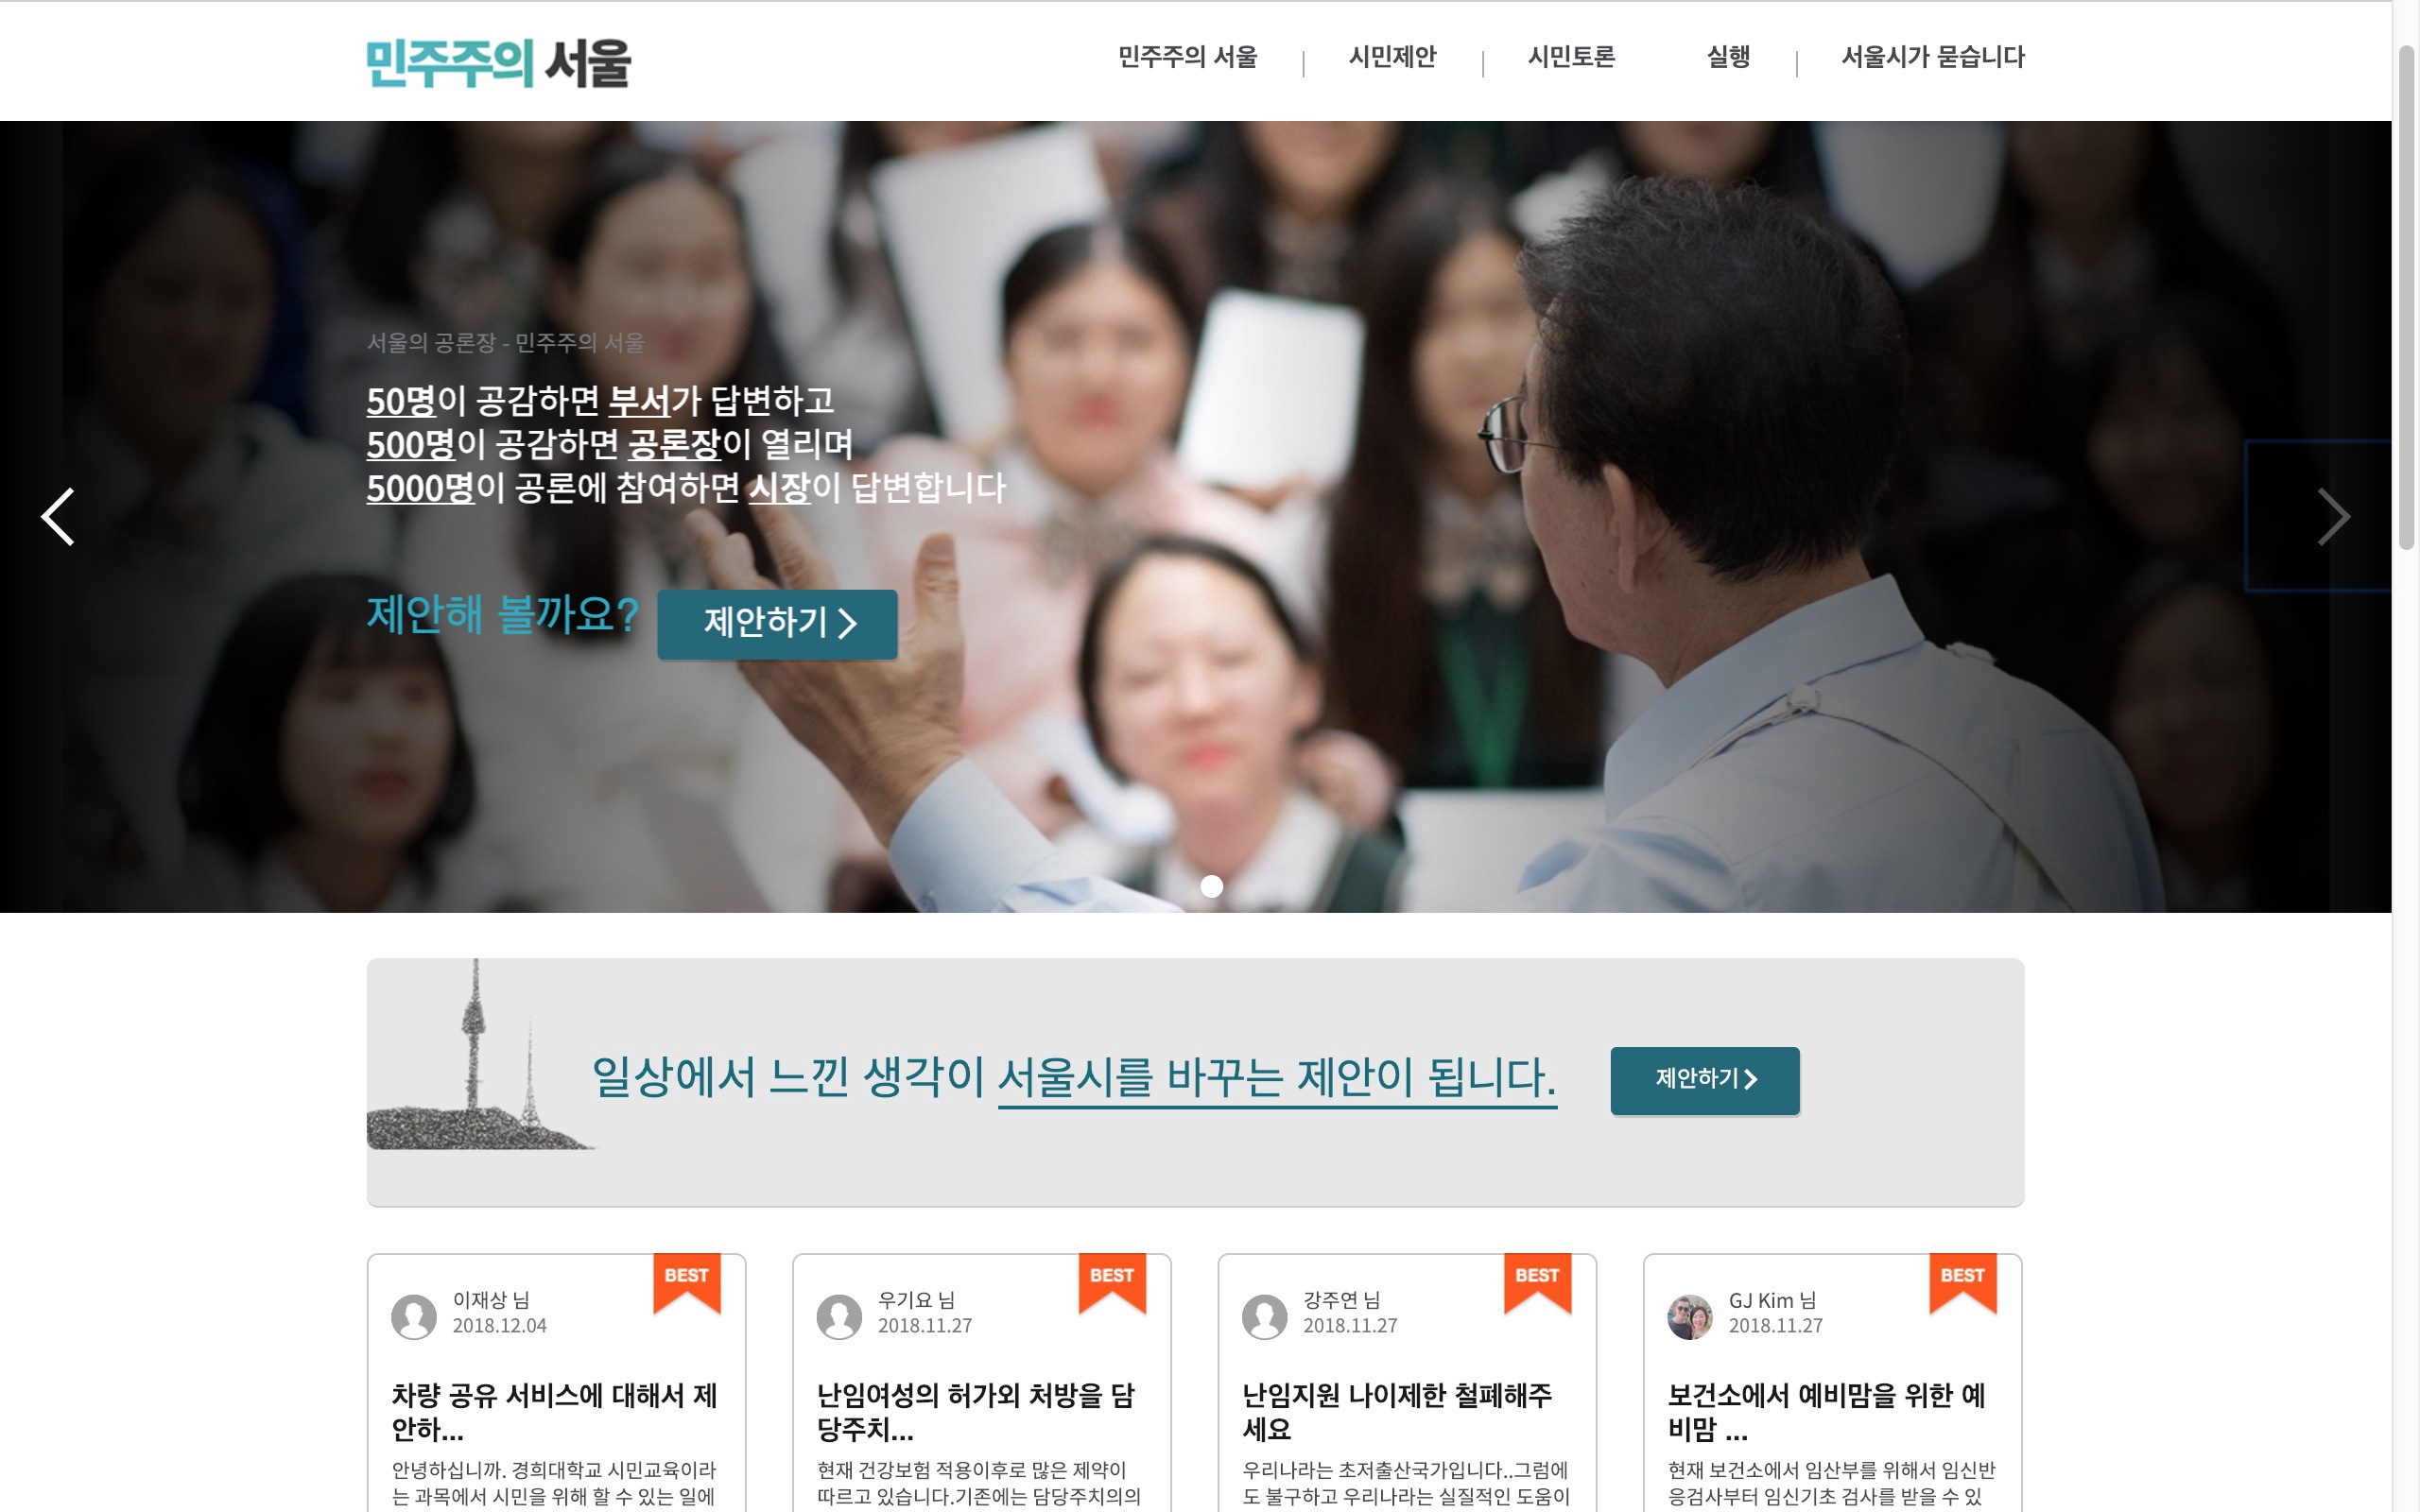 민주주의 서울
민주주의 서울 | 시민제안 | 시민토론 실행 | 서울시가 묻습니다
서울의 공론장 - 민주주의 서울
50명이 공감하면 부서가 답변하고
500명이 공감하면 공론장이 열리며
5000명이 공론에 참여하면 시장이 답변합니다
제안해 볼까요? 제안하기
일상에서 느낀 생각이 서울시를 바꾸는 제안이 됩니다. 제안하기
BEST
이재상 님
2018.12.04
차량 공유 서비스에 대해서 제
안하...
안녕하십니까. 경희대학교 시민교육이라
는 과목에서 시민을 위해 할 수 있는 일에
BEST
우기요 님
2018.11.27
난임여성의 허가외 처방을 담
당주치...
현재 건강보험 적용이후로 많은 제약이
따르고 있습니다.기존에는 담당주치의의
BEST
강주연 님
2018.11.27
난임지원 나이제한 철폐해주
세요
우리나라는 초저출산국가입니다..그럼에
도 불구하고 우리나라는 실질적인 도움이
BEST
GJ Kim 님
2018.11.27
보건소에서 예비맘을 위한 예
비맘 ...
현재 보건소에서 임산부를 위해서 임신반
응검사부터 임신기초 검사를 받을 수 있